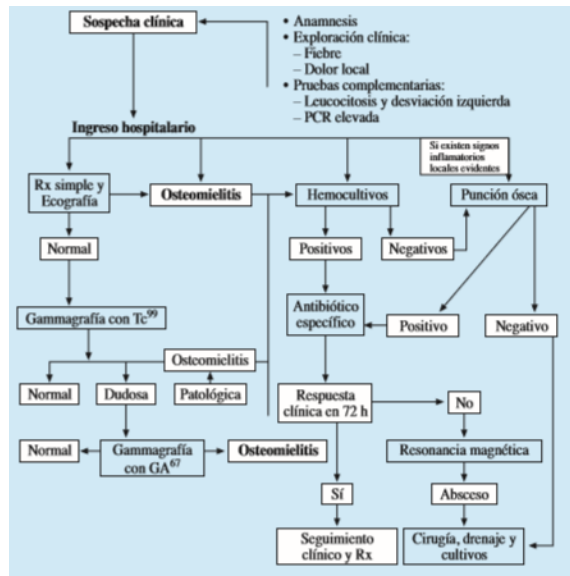 Sospecha clínica
• Anamnesis
• Exploración clínica:
– Fiebre
– Dolor local
• Pruebas complementarias:
– Leucocitosis y desviación izquierda
– PCR elevada
Ingreso hospitalario
Si existen signos
inflamatorios
locales evidentes
Rx simple y
Ecografía
Osteomielitis
Hemocultivos
Punción ósea
Normal
Positivos
Negativos
Gammagrafía con Tc99
Antibiótico
específico
Positivo
Negativo
Osteomielitis
Normal
Dudosa
Patológica
Respuesta
clínica en 72 h
No
Normal
Gammagrafía
con GA67
Osteomielitis
Resonancia magnética
Sí
Absceso
Seguimiento
clínico y Rx
Cirugía, drenaje y
cultivos